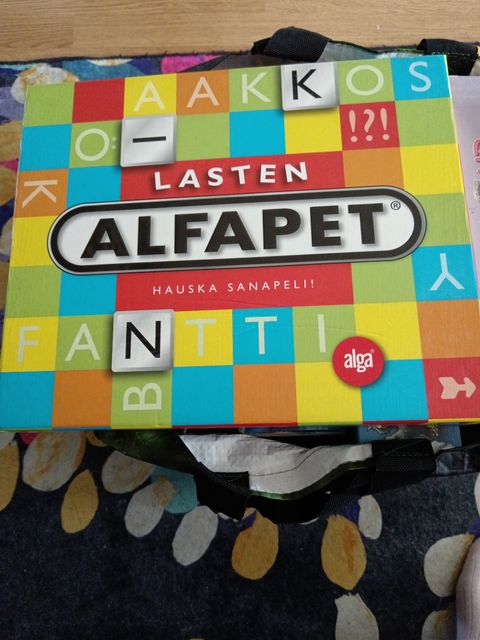 AAKKOS
Ö I !?!
K
LASTEN
ALFAPET®
HAUSKA SANAPELI!
Y
FANTTI
alga®
B